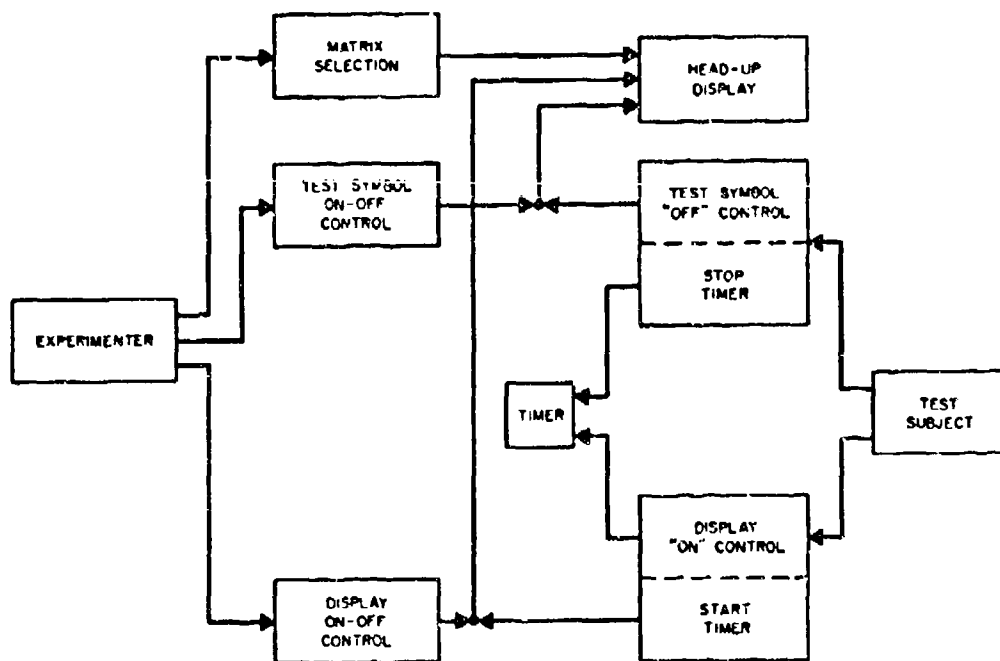 MATRIX
SELECTION
HEAD-UP
DISPLAY
TEST SYMBOL
ON-OFF
CONTROL
TEST SYMBOL
"OFF" CONTROL
STOP
TIMER
EXPERIMENTER
TIMER
TEST
SUBJECT
DISPLAY
"ON" CONTROL
START
TIMER
DISPLAY
ON-OFF
CONTROL